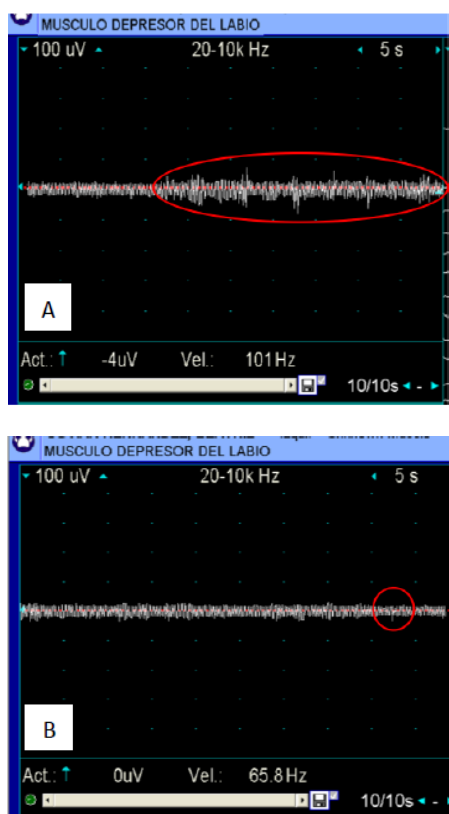 MUSCULO DEPRESOR DEL LABIO
100 uV 20-10k Hz 5 s
A
Act.: ↑ -4uV Vel.: 101 Hz
10/10s -
MUSCULO DEPRESOR DEL LABIO
100 uV 20-10k Hz 5 s
B
Act.: ↑ 0uV Vel.: 65.8 Hz
10/10s -